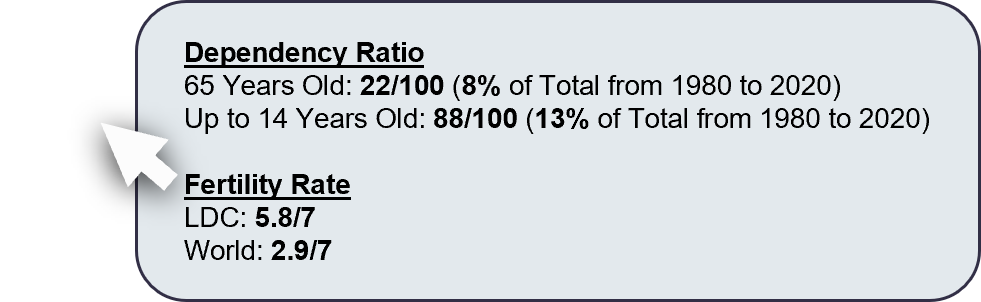 Dependency Ratio
65 Years Old: 22/100 (8% of Total from 1980 to 2020)
Up to 14 Years Old: 88/100 (13% of Total from 1980 to 2020)
Fertility Rate
LDC: 5.8/7
World: 2.9/7